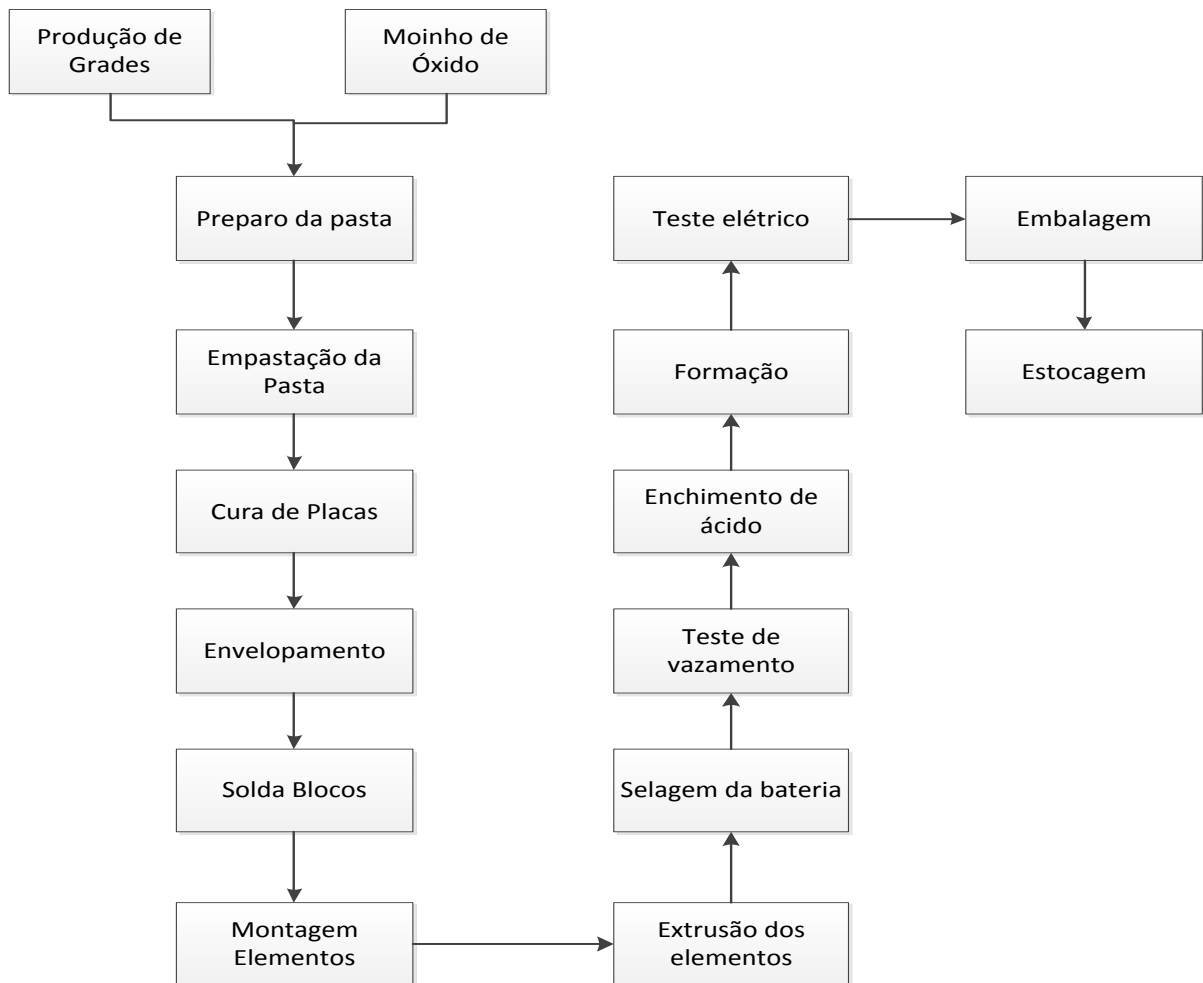 Produção de
Grades
Moinho de
Óxido
Preparo da pasta
Empastação da
Pasta
Cura de Placas
Envelopamento
Solda Blocos
Montagem
Elementos
Extrusão dos
elementos
Selagem da bateria
Teste de
vazamento
Enchimento de
ácido
Formação
Teste elétrico
Embalagem
Estocagem